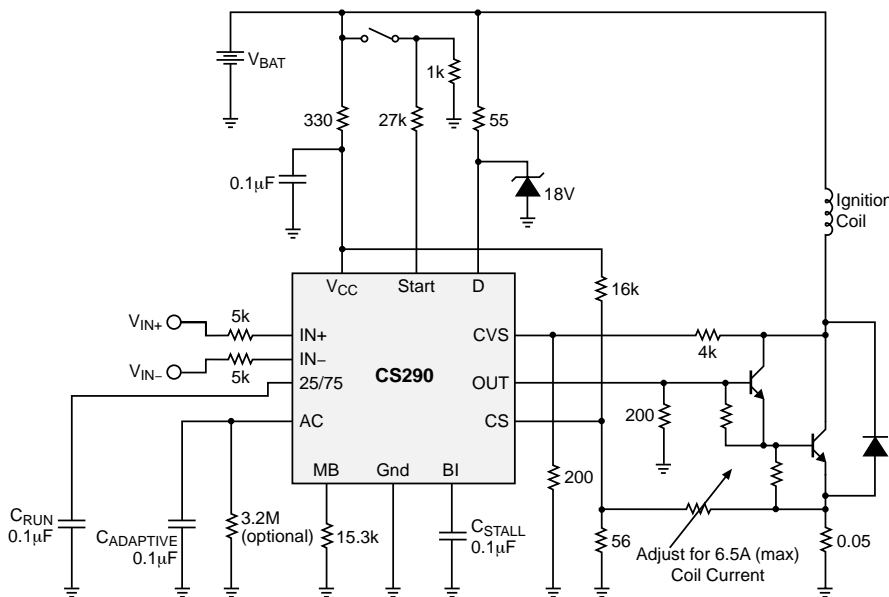 V_BAT
1k
330
27k
55
0.1µF
18V
Ignition
Coil
V_CC
Start
D
16k
V_IN+
5k
IN+
CVS
4k
V_IN−
5k
IN−
25/75
CS290
OUT
AC
CS
200
MB
Gnd
BI
200
C_RUN
0.1µF
C_ADAPTIVE
0.1µF
3.2M
(optional)
15.3k
C_STALL
0.1µF
56
Adjust for 6.5A (max)
Coil Current
0.05